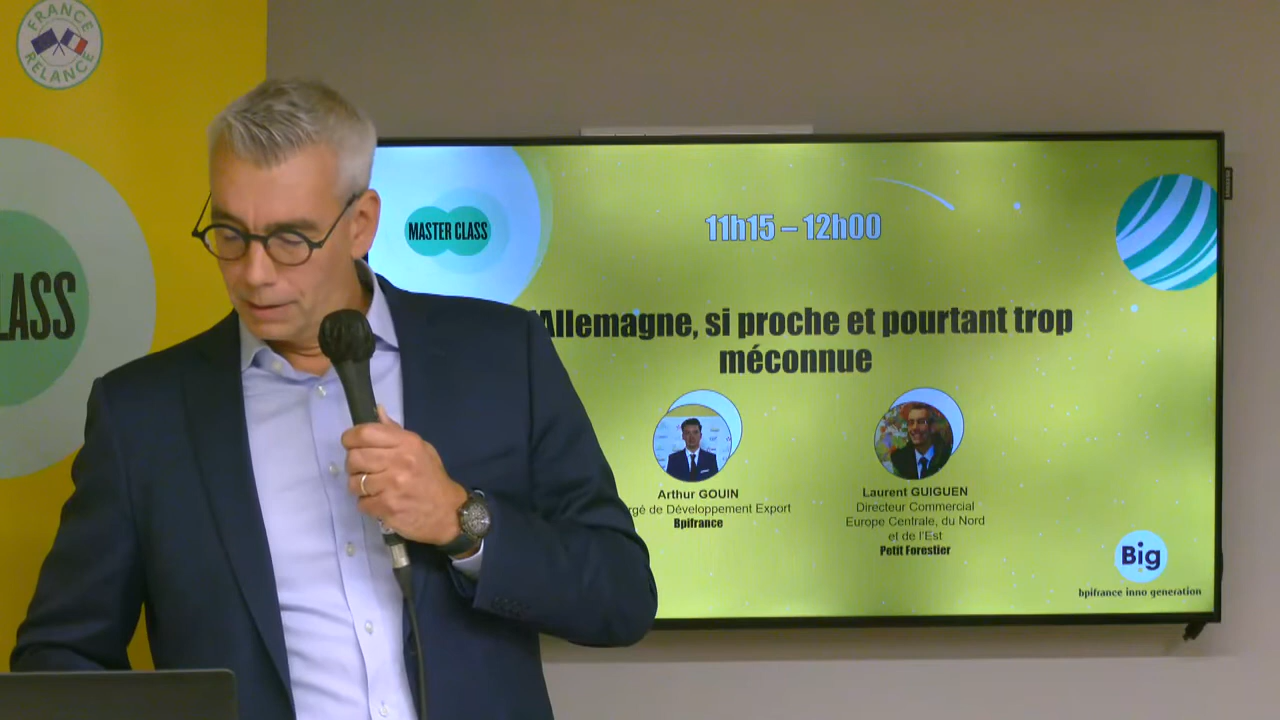 FRANCE
RELANCE
LASS
MASTER CLASS
11h15 – 12h00
'Allemagne, si proche et pourtant trop
méconnue
Arthur GOUIN
rgé de Développement Export
Bpifrance
Laurent GUIGUEN
Directeur Commercial
Europe Centrale, du Nord
et de l'Est
Petit Forestier
Big
bpifrance inno generation